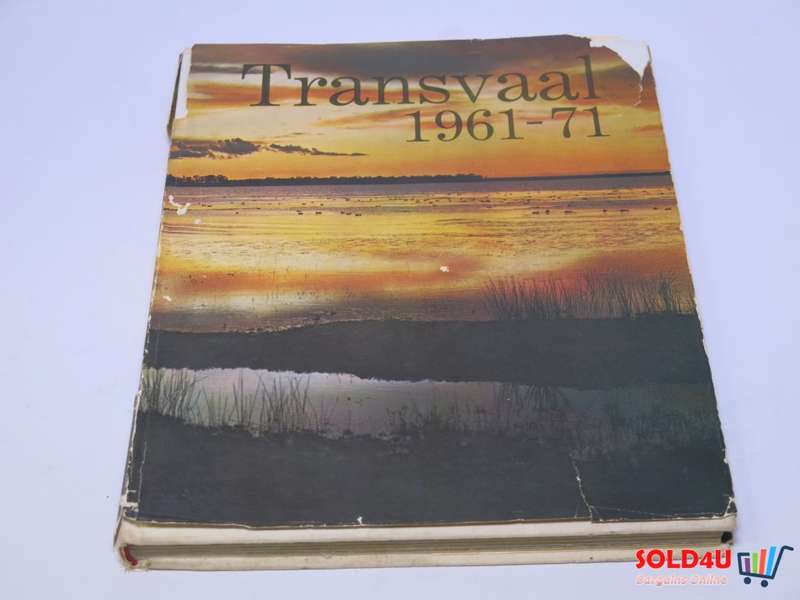 Transvaal
1961-71
SOLD4U
Bargains Online